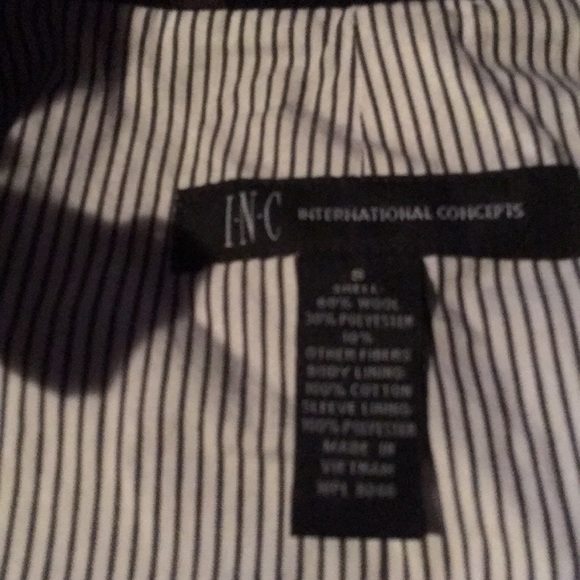 I·N·C INTERNATIONAL CONCEPTS
SHELL:
60% WOOL
30% POLYESTER
10%
OTHER FIBERS
BODY LINING:
100% COTTON
SLEEVE LINING:
100% POLYESTER
MADE IN
VIETNAM